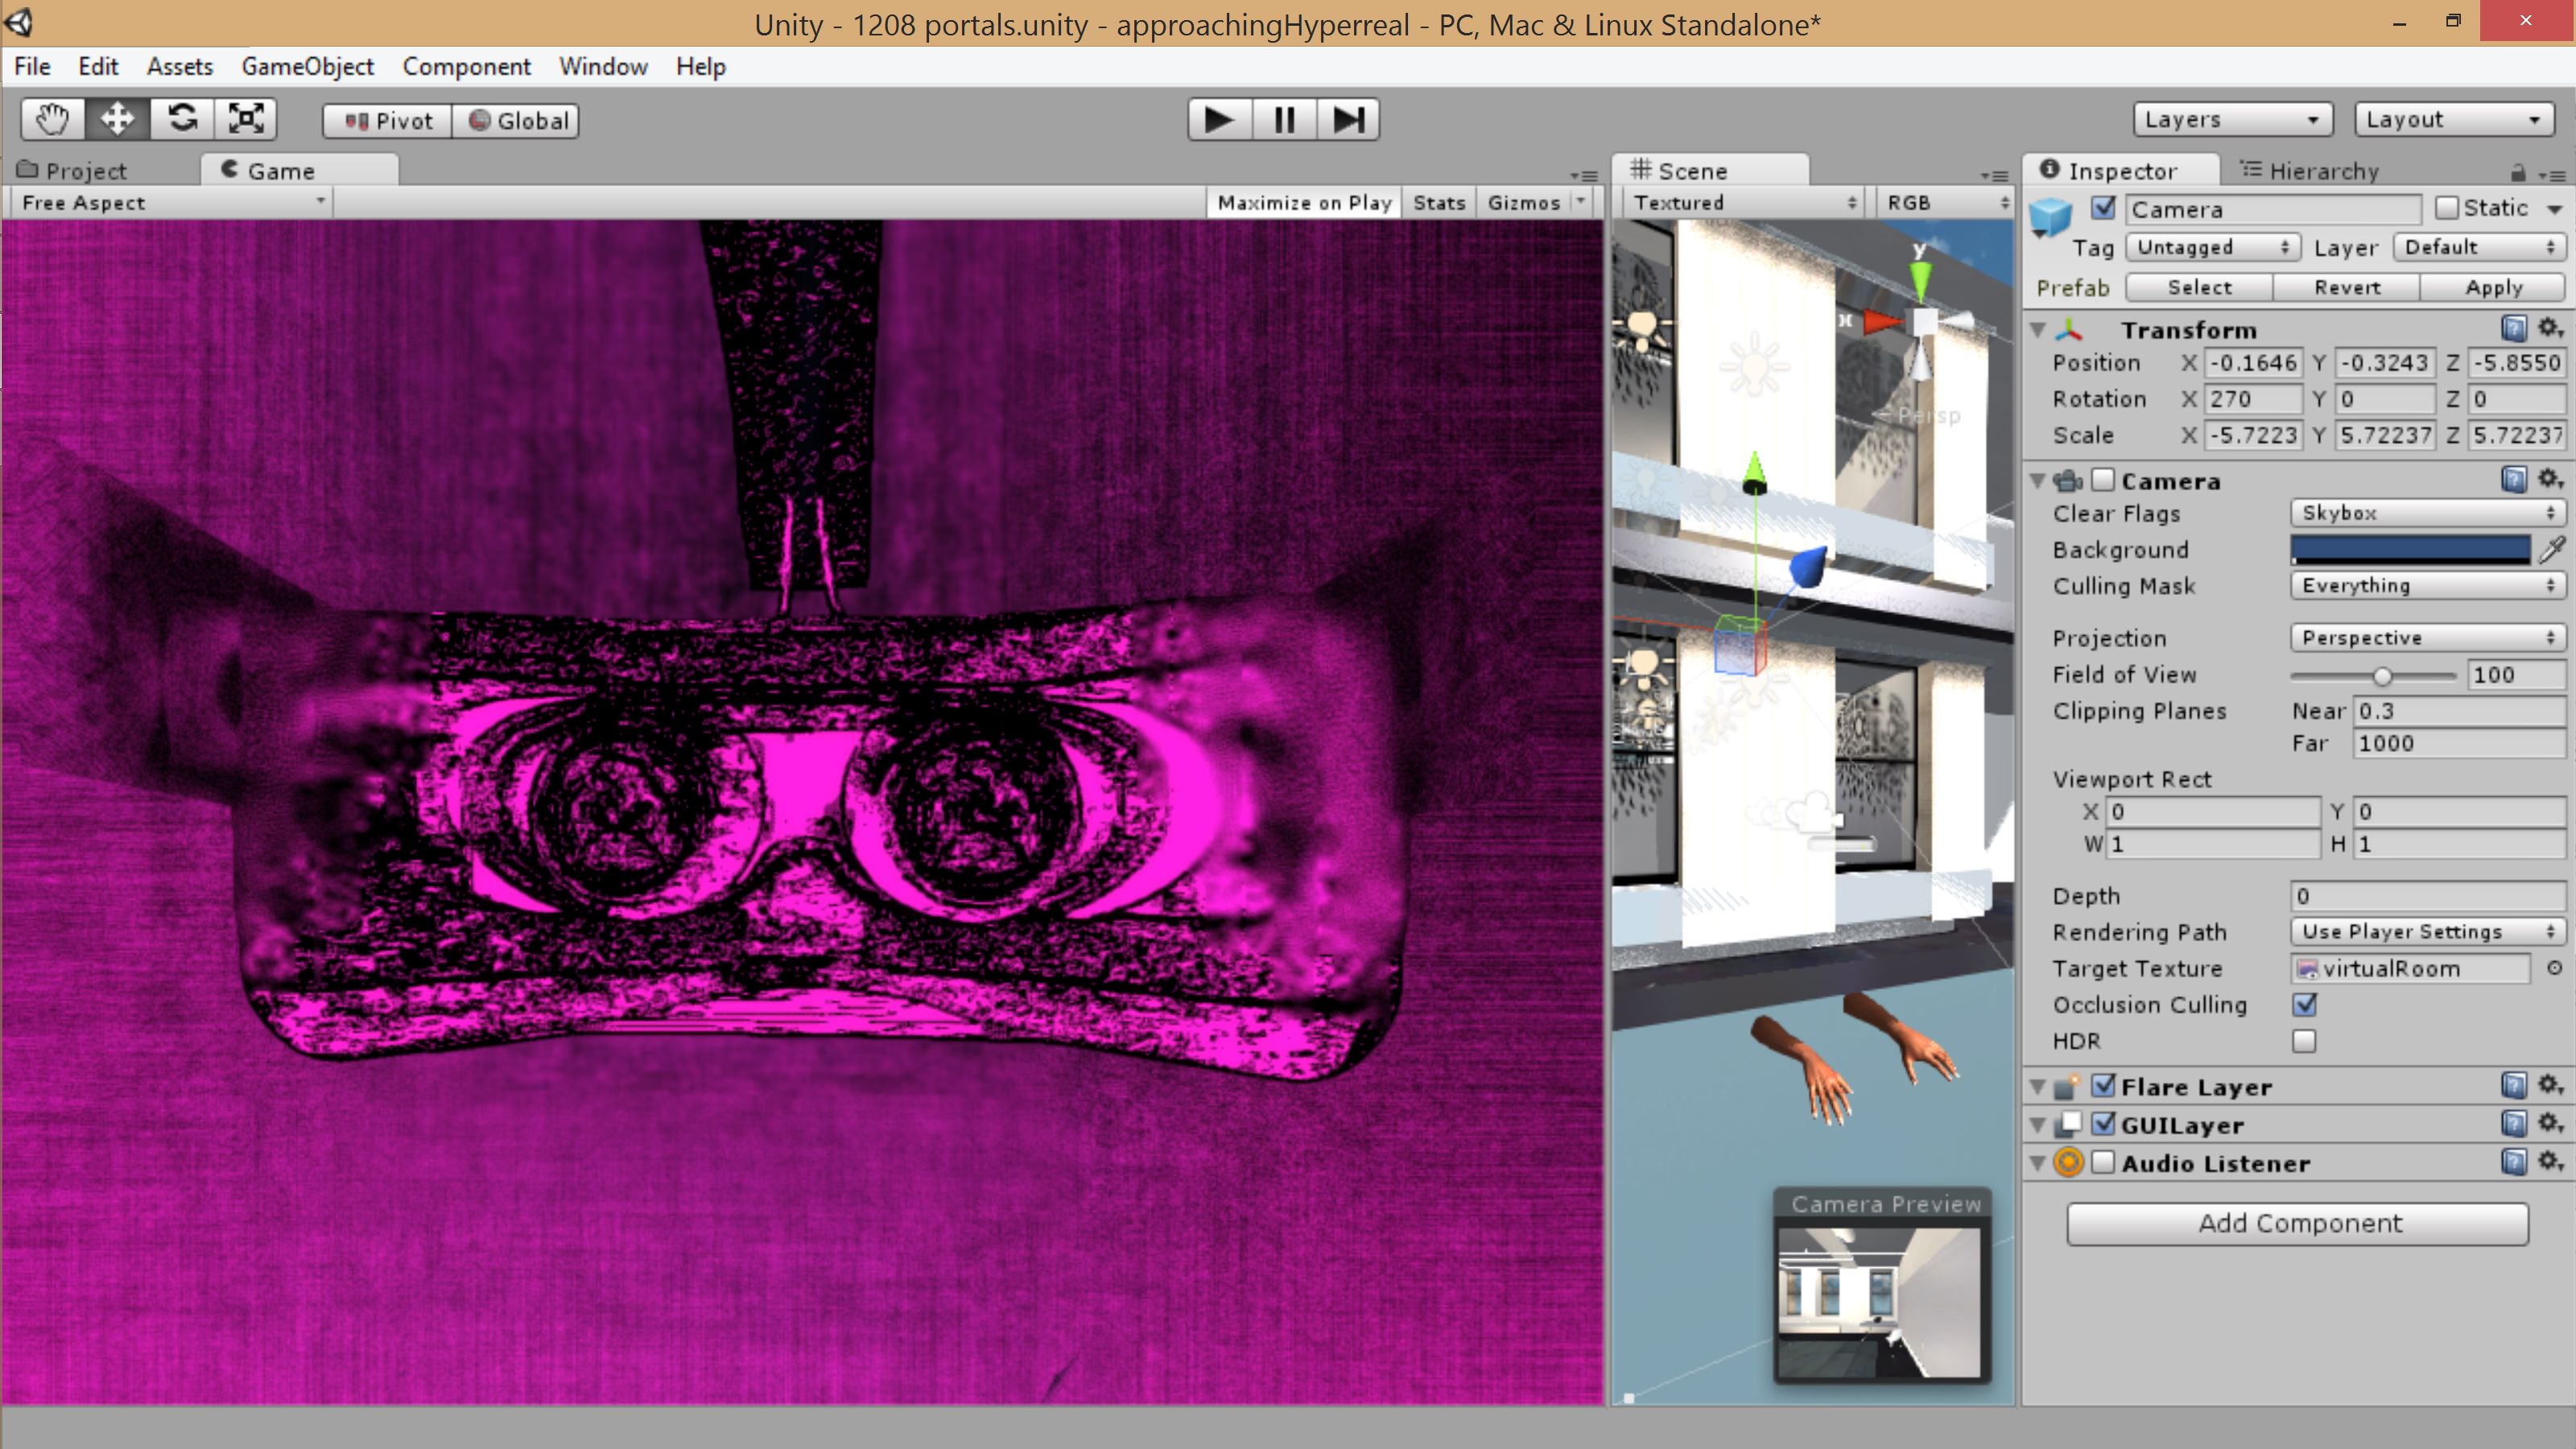 Unity - 1208 portals.unity - approachingHyperreal - PC, Mac & Linux Standalone*
File Edit Assets GameObject Component Window Help
Pivot Global Layers Layout
Project Game Scene Inspector Hierarchy
Free Aspect Maximize on Play Stats Gizmos Textured RGB
Camera Static
Tag Untagged Layer Default
Prefab Select Revert Apply
y
x
Persp
Transform
Position X -0.1646 Y -0.3243 Z -5.8550
Rotation X 270 Y 0 Z 0
Scale X -5.7223 Y 5.72237 Z 5.72237
Camera
Clear Flags Skybox
Background
Culling Mask Everything
Projection Perspective
Field of View 100
Clipping Planes Near 0.3
Far 1000
Viewport Rect
X 0 Y 0
W 1 H 1
Depth 0
Rendering Path Use Player Settings
Target Texture virtualRoom
Occlusion Culling
HDR
Flare Layer
GUILayer
Audio Listener
Add Component
Camera Preview